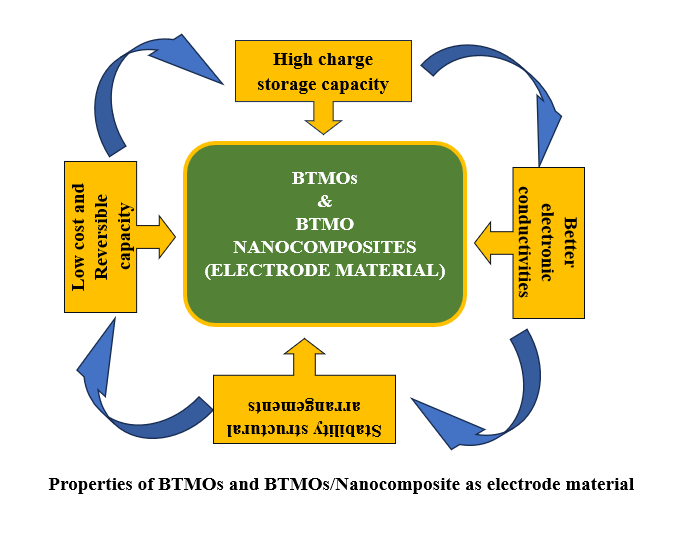 High charge
storage capacity
BTMOs
&
BTMO
NANOCOMPOSITES
(ELECTRODE MATERIAL)
Low cost and
Reversible
capacity
Better
electronic
conductivities
Stability structural
arrangements
Properties of BTMOs and BTMOs/Nanocomposite as electrode material